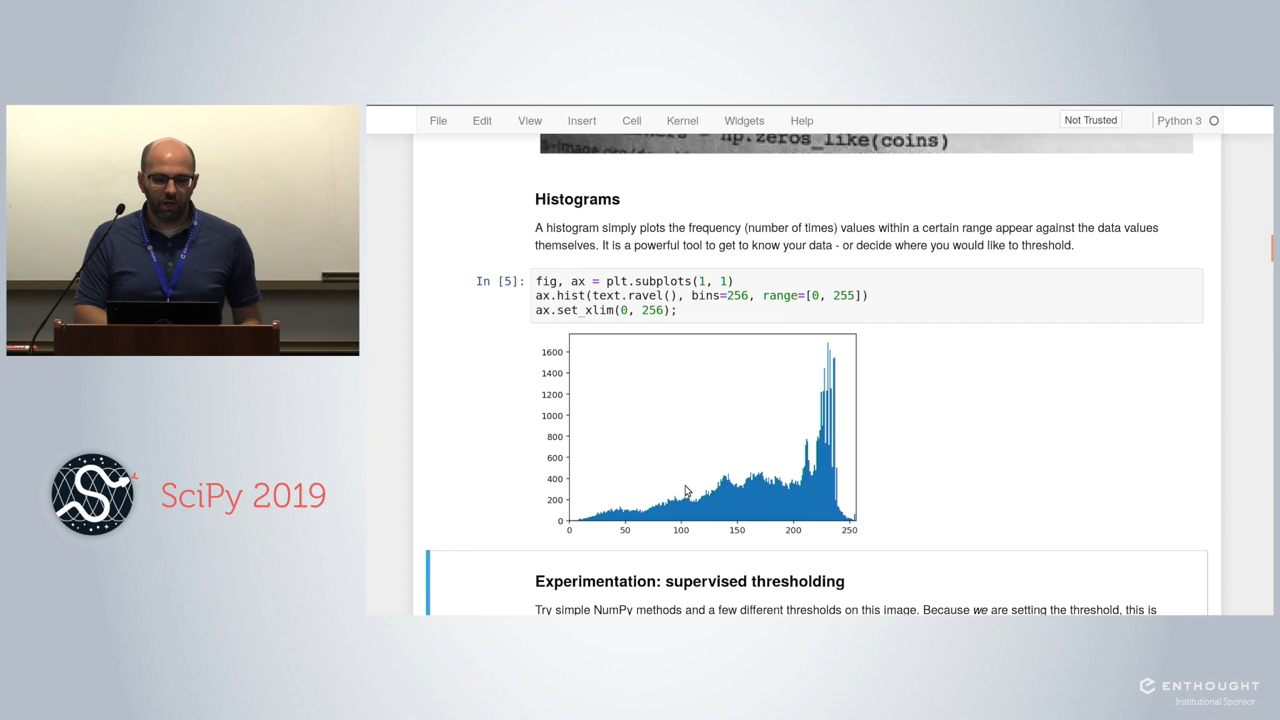 File Edit View Insert Cell Kernel Widgets Help Not Trusted Python 3
np.zeros_like(coins)
Histograms
A histogram simply plots the frequency (number of times) values within a certain range appear against the data values
themselves. It is a powerful tool to get to know your data - or decide where you would like to threshold.
In [5]: fig, ax = plt.subplots(1, 1)
ax.hist(text.ravel(), bins=256, range=[0, 255])
ax.set_xlim(0, 256);
1600
1400
1200
1000
800
600
400
200
0
0 50 100 150 200 250
Experimentation: supervised thresholding
Try simple NumPy methods and a few different thresholds on this image. Because we are setting the threshold, this is
SciPy 2019
ENTHOUGHT
Institutional Sponsor